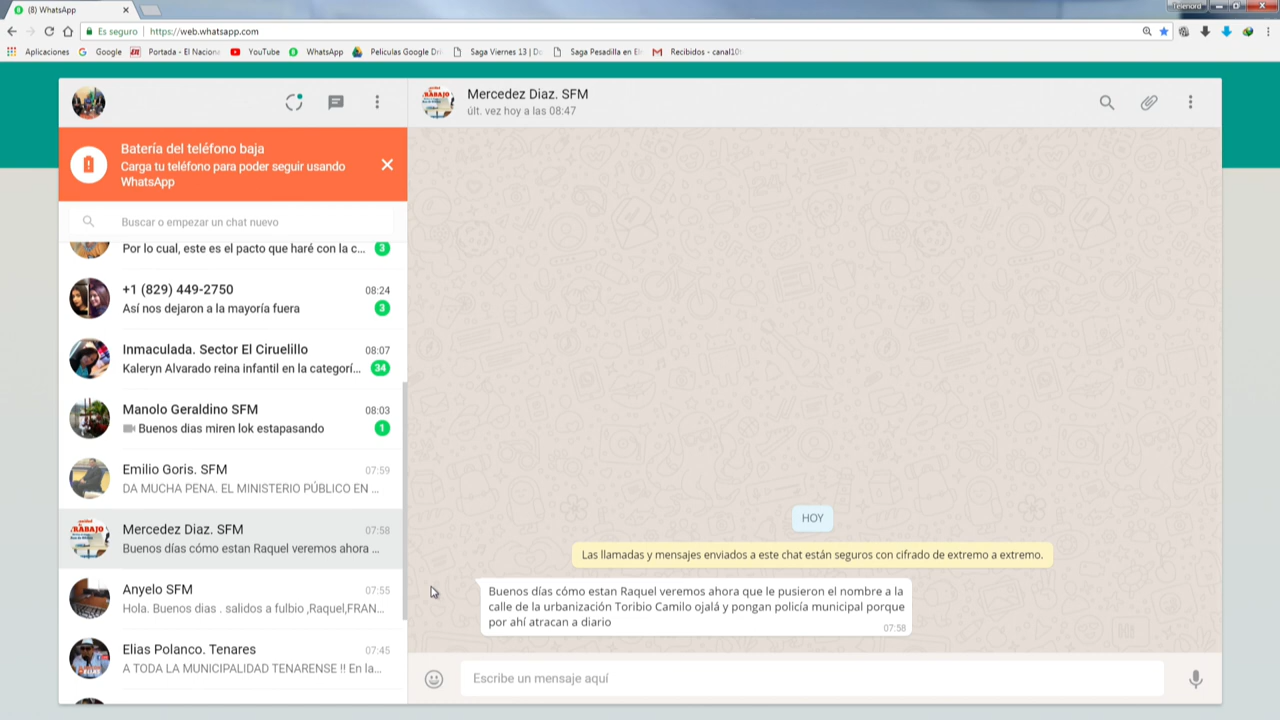 (8) WhatsApp
Telenord
Es seguro
https://web.whatsapp.com
Aplicaciones
Google
Portada - El Naciona
YouTube
WhatsApp
Peliculas Google Dri
Saga Viernes 13 | Do
Saga Pesadilla en El
Recibidos - canal10t
Mercedez Diaz. SFM
últ. vez hoy a las 08:47
Batería del teléfono baja
Carga tu teléfono para poder seguir usando
WhatsApp
Buscar o empezar un chat nuevo
Por lo cual, este es el pacto que haré con la c... 3
+1 (829) 449-2750 08:24
Así nos dejaron a la mayoría fuera 3
Inmaculada. Sector El Ciruelillo 08:07
Kaleryn Alvarado reina infantil en la categorí... 34
Manolo Geraldino SFM 08:03
Buenos dias miren lok estapasando 1
Emilio Goris. SFM 07:59
DA MUCHA PENA. EL MINISTERIO PÚBLICO EN ...
RABAJO
Mercedez Diaz. SFM 07:58
Buenos días cómo estan Raquel veremos ahora ...
Anyelo SFM 07:55
Hola. Buenos dias . salidos a fulbio ,Raquel,FRAN...
Elias Polanco. Tenares 07:45
A TODA LA MUNICIPALIDAD TENARENSE !! En la...
HOY
Las llamadas y mensajes enviados a este chat están seguros con cifrado de extremo a extremo.
Buenos días cómo estan Raquel veremos ahora que le pusieron el nombre a la
calle de la urbanización Toribio Camilo ojalá y pongan policía municipal porque
por ahí atracan a diario
07:58
Escribe un mensaje aquí